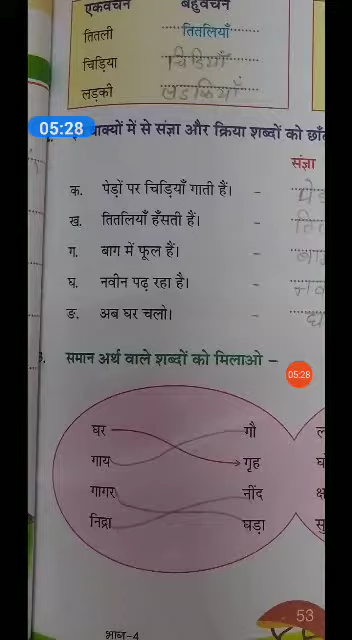 एकवचन बहुवचन
तितली तितलियाँ
चिड़िया चिडियाँ
लड़की लडकियाँ
05:28 वाक्यों में से संज्ञा और क्रिया शब्दों को
संज्ञा
क. पेड़ों पर चिड़ियाँ गाती हैं। –
ख. तितलियाँ हँसती हैं। –
ग. बाग में फूल हैं। –
घ. नवीन पढ़ रहा है। –
ङ. अब घर चलो। –
समान अर्थ वाले शब्दों को मिलाओ –
05:28
घर गौ
गाय गृह
गागर नींद
निद्रा घड़ा
53
भाग-4